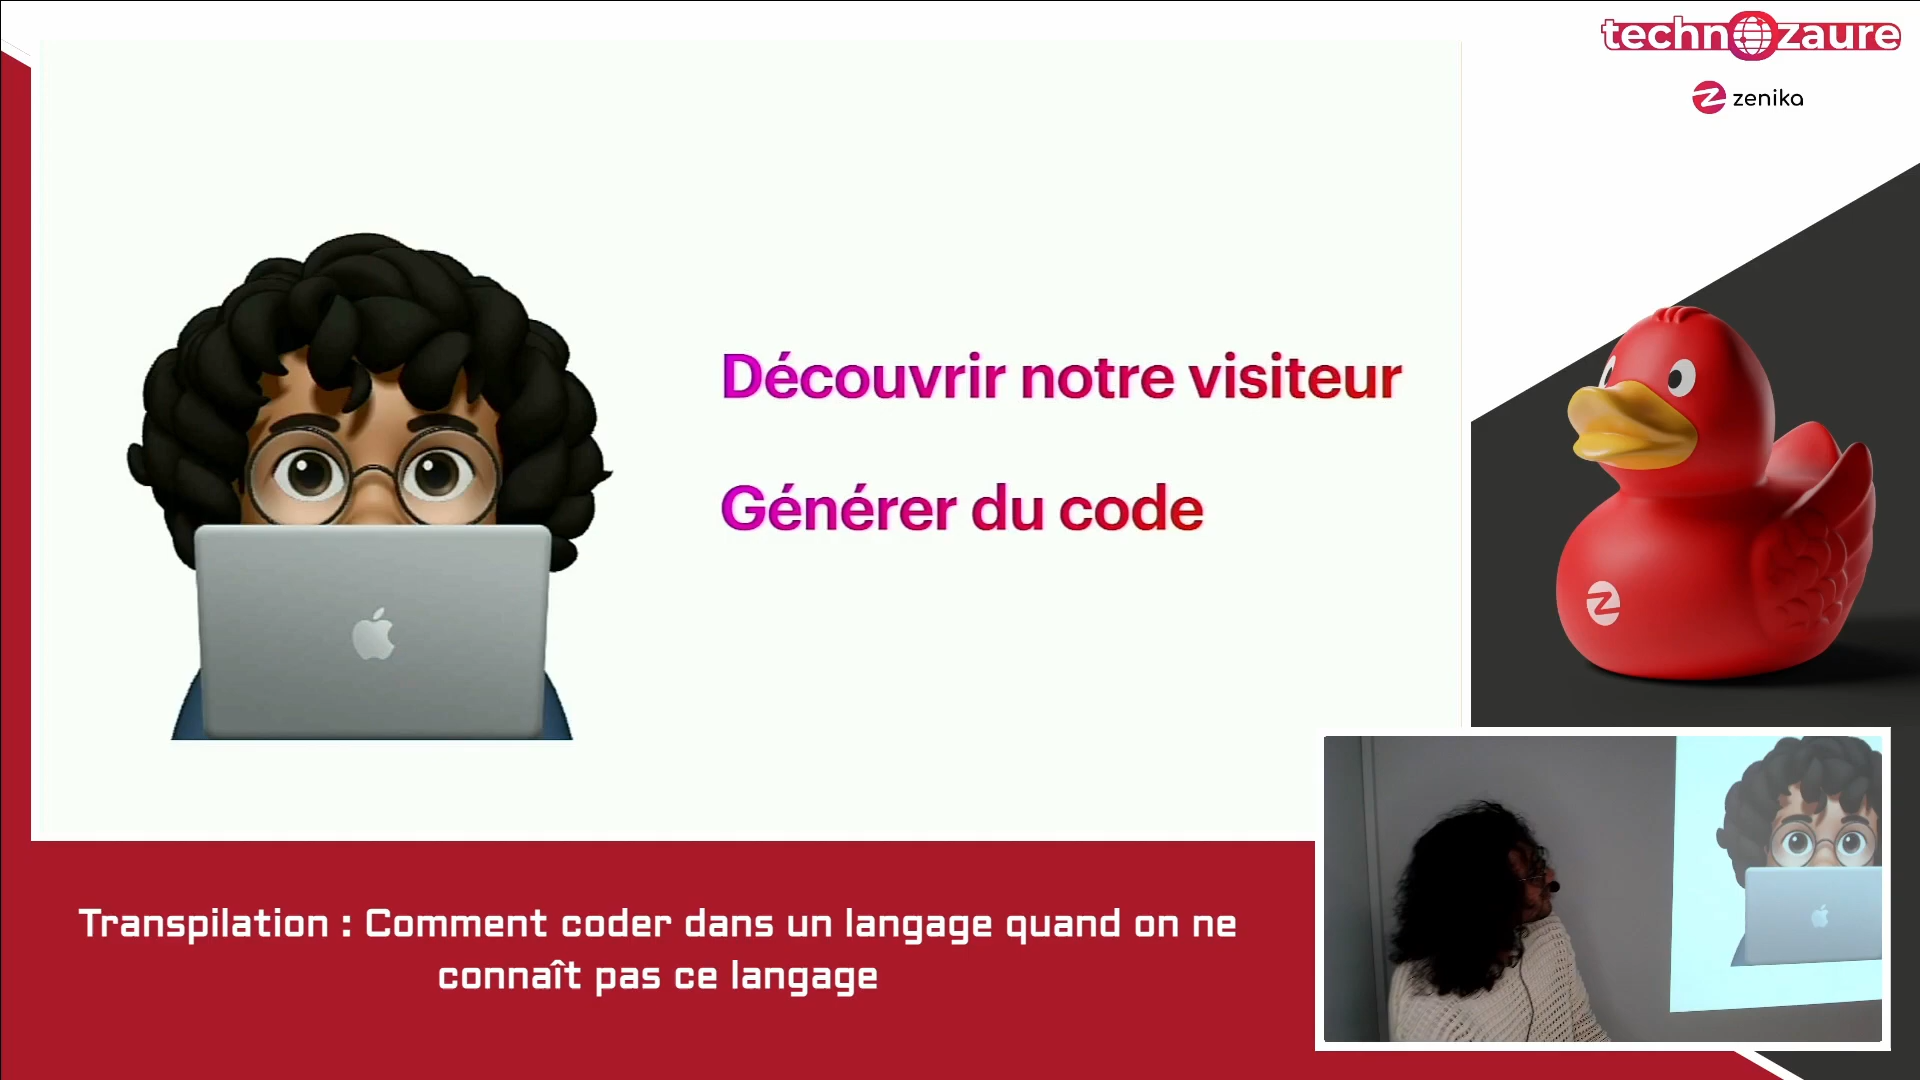 technozaure
zenika
Découvrir notre visiteur
Générer du code
Transpilation : Comment coder dans un langage quand on ne
connaît pas ce langage